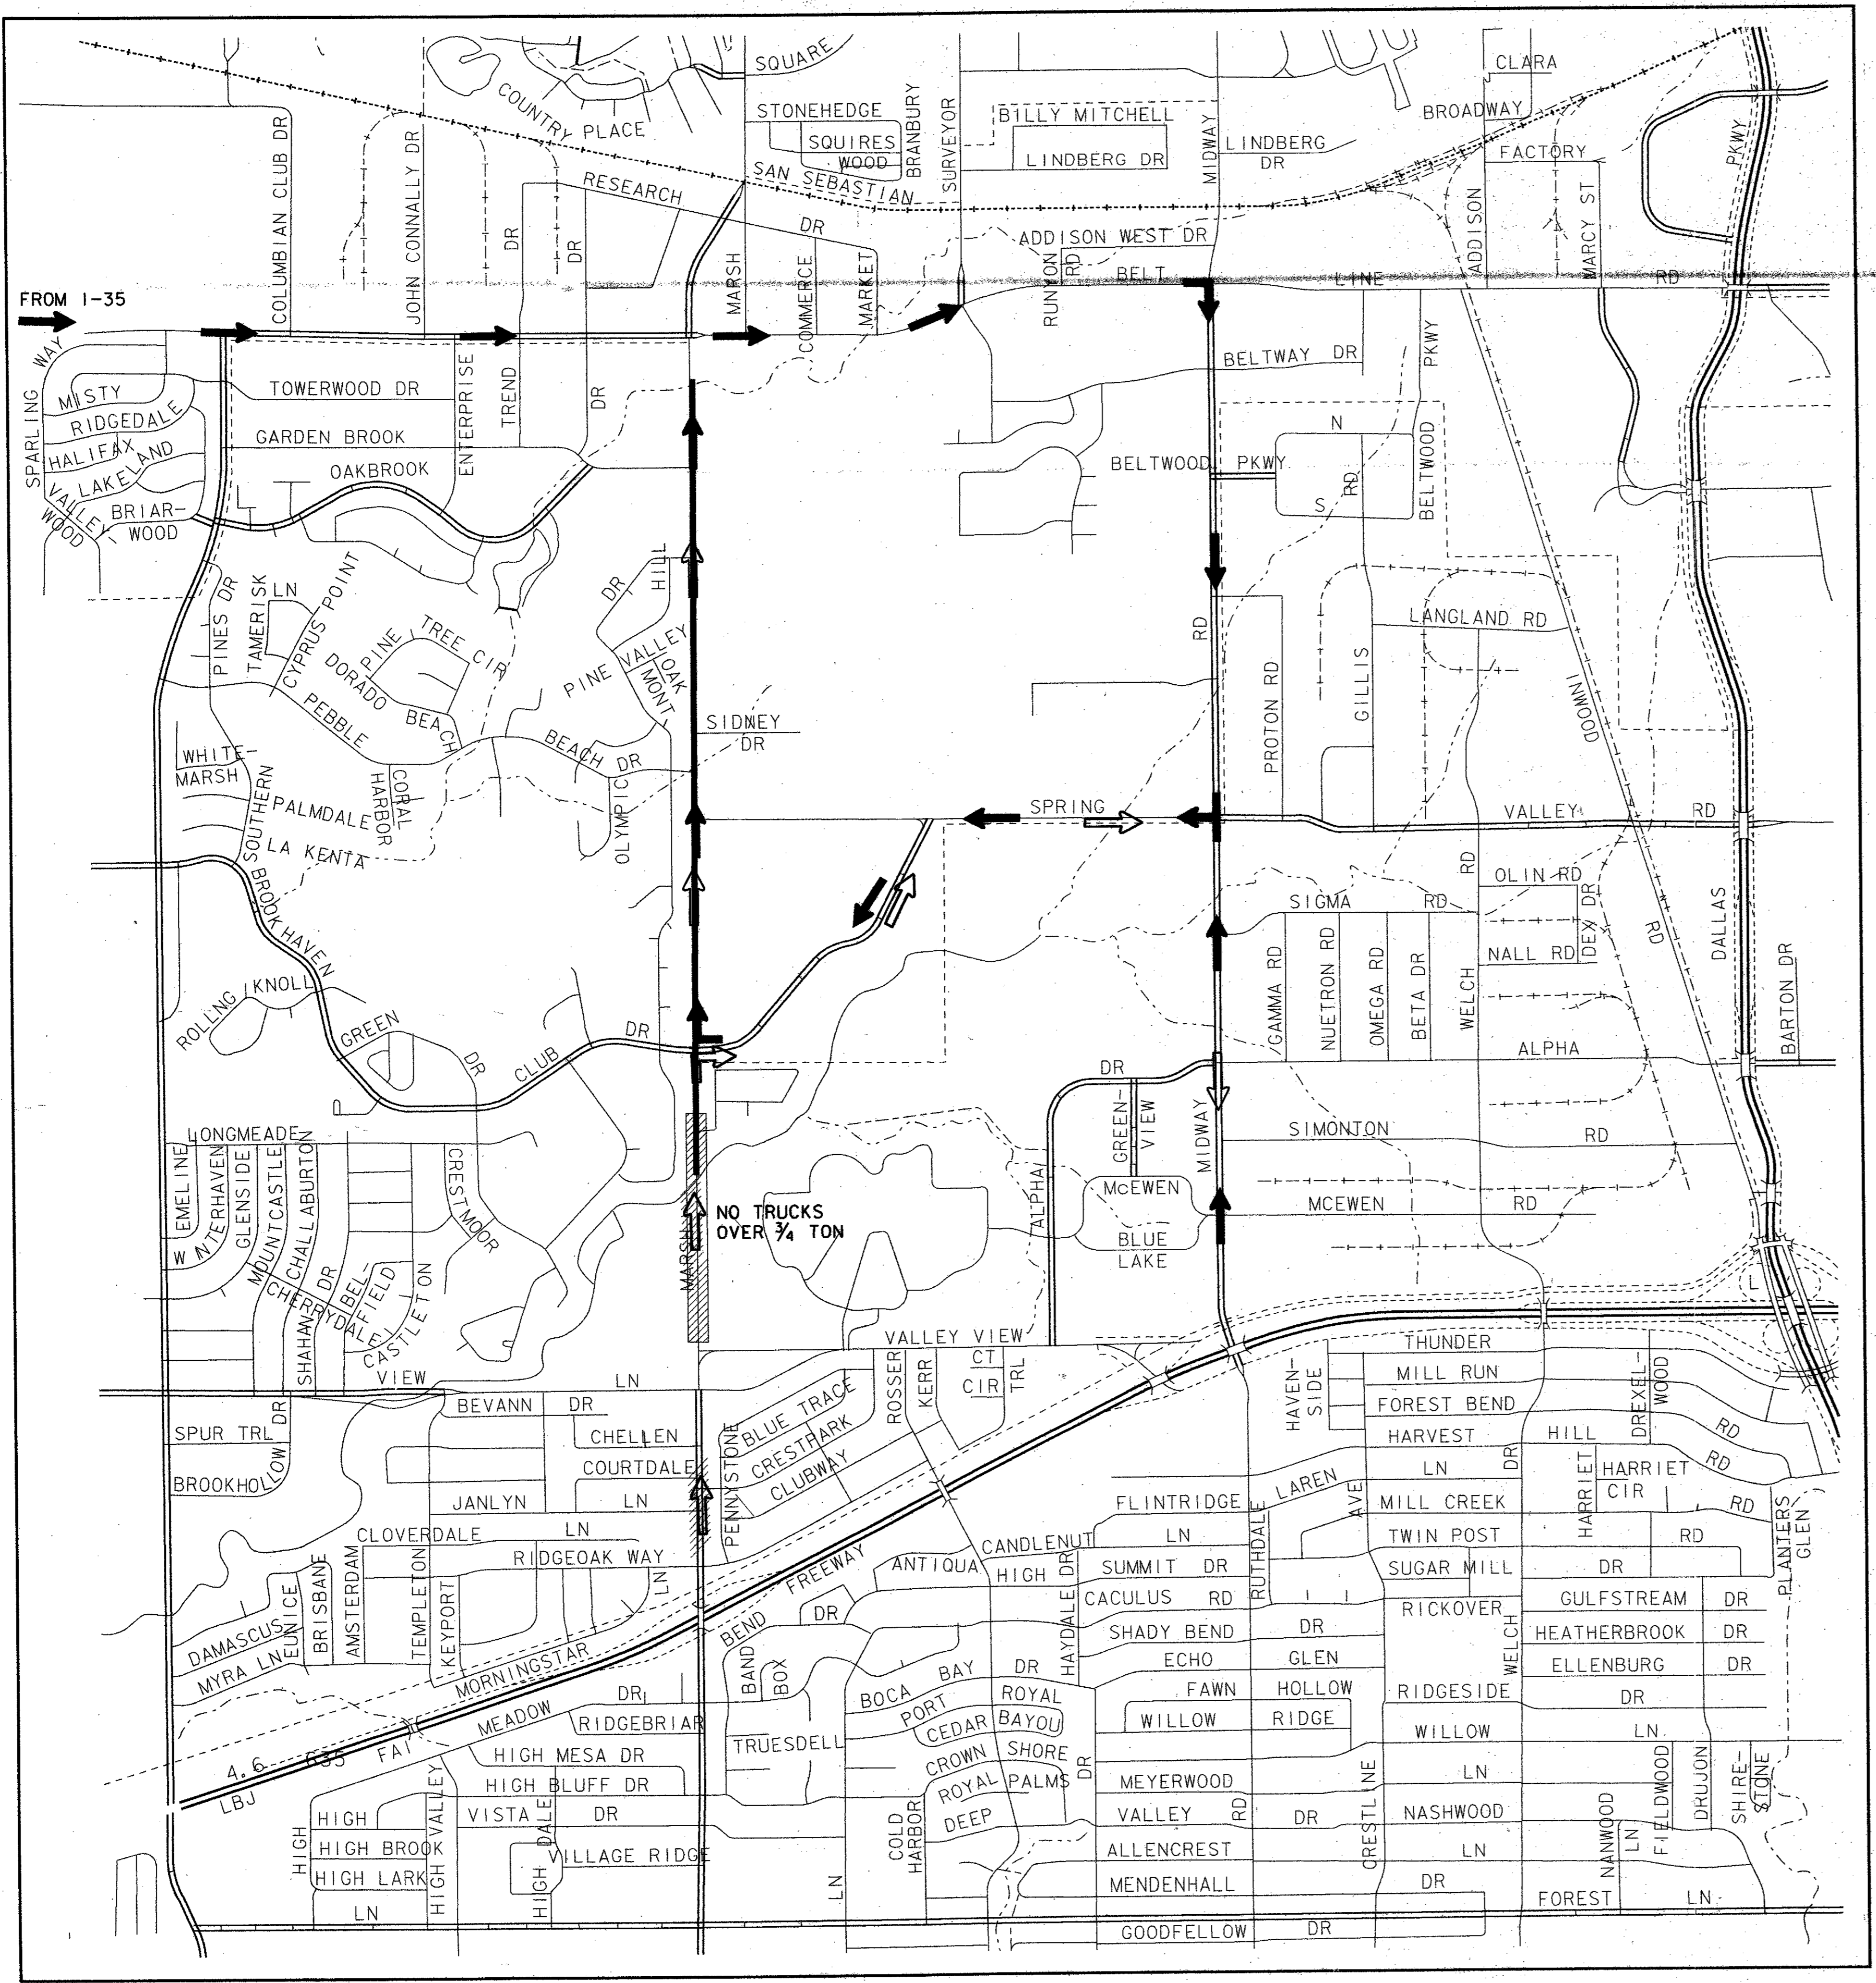 SQUARE
CLARA
COUNTRY PLACE
STONEHEDGE
BILLY MITCHELL
BROADWAY
SQUIRES
WOOD
BRANBURY
SURVEYOR
LINDBERG DR
MIDWAY
LINDBERG
DR
FACTORY
PKWY
COLUMBIAN CLUB DR
JOHN CONNALLY DR
SAN SEBASTIAN
RESEARCH
DR
DR
DR
ADDISON
MARCY ST
ADDISON WEST DR
MARSH
COMMERCE
MARKET
RUNYON
RD
BELT
LINE
RD
FROM I-35
SPARLING
WAY
MISTY
RIDGEDALE
HALIFAX
LAKELAND
VALLEY
WOOD
BRIAR-
WOOD
TOWERWOOD DR
ENTERPRISE
TREND
DR
BELTWAY DR
PKWY
GARDEN BROOK
OAKBROOK
BELTWOOD PKWY
N
S
RD
BELTWOOD
PINES DR
TAMERISK
LN
CYPRUS POINT
PINE TREE CIR
DORADO
BEACH
DR
HILL
PINE VALLEY
OAK
MONT
RD
LANGLAND RD
PROTON RD
GILLIS
INWOOD
PEBBLE
BEACH DR
SIDNEY
DR
WHITE-
MARSH
SOUTHERN
PALMDALE
CORAL
HARBOR
OLYMPIC
LA KENTA
SPRING
VALLEY
RD
BROOKHAVEN
RD
OLIN RD
SIGMA
RD
DEX DR
RD
DALLAS
NALL RD
GAMMA RD
NUETRON RD
OMEGA RD
BETA DR
WELCH
BARTON DR
ROLLNG KNOLL
GREEN
DR
CLUB
DR
ALPHA
DR
GREEN-
VIEW
MIDWAY
LONGMEADE
SIMONTON
RD
EMELINE
WINTERHAVEN
GLENSIDE
MOUNTCASTLE
CHALLABURTON
CRESTMOOR
ALPHA
McEWEN
MCEWEN
RD
MARSH
NO TRUCKS
OVER ¾ TON
BLUE
LAKE
DR
BEL-
FIELD
CHERRYDALE
CASTLETON
SHAHAN
VALLEY VIEW
THUNDER
VIEW
LN
ROSSER
KERR
CT
CIR
TRL
HAVEN-
SIDE
MILL RUN
DREXEL-
WOOD
BEVANN
DR
BLUE TRACE
FOREST BEND
RD
SPUR TRL
DR
CHELLEN
CRESTPARK
HARVEST
HILL
COURTDALE
CLUBWAY
LAREN
LN
DR
RD
BROOKHOLLOW
PENNYSTONE
HARRIET
HARRIET
CIR
JANLYN
LN
FLINTRIDGE
AVE
MILL CREEK
RD
PLANTERS
GLEN
CLOVERDALE
LN
CANDLENUT
LN
RUTHDALE
TWIN POST
RD
RIDGEOAK WAY
FREEWAY
ANTIQUA
HIGH
SUMMIT
DR
SUGAR MILL
DR
AMSTERDAM
TEMPLETON
KEYPORT
LN
HAYDALE DR
CACULUS
RD
RICKOVER
GULFSTREAM
DR
EUNICE
BRISBANE
DR
BEND
SHADY BEND
DR
HEATHERBROOK
DR
DAMASCUS
MYRA LN
MORNINGSTAR
BAND
BOX
BAY
DR
ECHO
GLEN
WELCH
ELLENBURG
DR
BOCA
ROYAL
FAWN
HOLLOW
RIDGESIDE
DR
MEADOW
DR
RIDGEBRIAR
PORT
CEDAR
BAYOU
WILLOW
RIDGE
WILLOW
LN
TRUESDELL
4.6
635
FAI
LBJ
HIGH MESA DR
CROWN
SHORE
DR
HIGH BLUFF DR
ROYAL
PALMS
MEYERWOOD
LN
HIGH
VISTA
DR
DEEP
VALLEY
RD
DR
NASHWOOD
CRESTLINE
FIELDWOOD
DRUJON
SHIRE-
STONE
HIGH BROOK
HIGH VALLEY
HIGH
DALE
VILLAGE RIDGE
COLD
HARBOR
ALLENCREST
LN
NANWOOD
LN
HIGH
HIGH LARK
LN
MENDENHALL
DR
FOREST
LN
LN
GOODFELLOW
DR